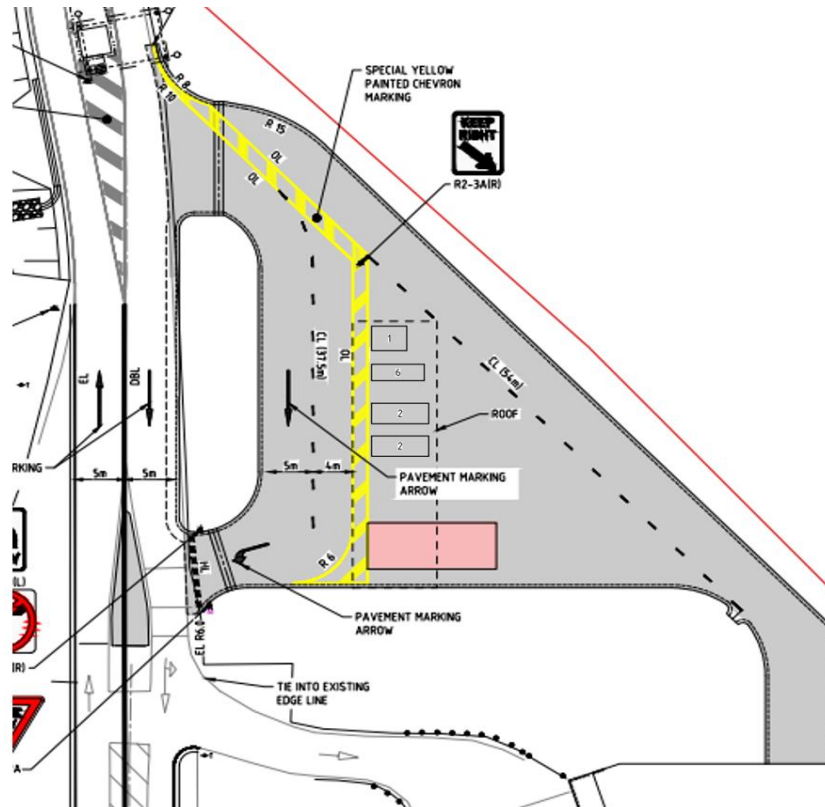 SPECIAL YELLOW
PAINTED CHEVRON
MARKING
R 8
R 10
R 15
OL
OL
KEEP
RIGHT
R2-3A(R)
CL (37.5m)
OL
1
6
2
2
CL (54m)
ROOF
EL
DBL
RKING
5m
5m
5m
4m
PAVEMENT MARKING
ARROW
R 6
HL
(L)
PAVEMENT MARKING
ARROW
EL R6.0
(R)
TIE INTO EXISTING
EDGE LINE
A